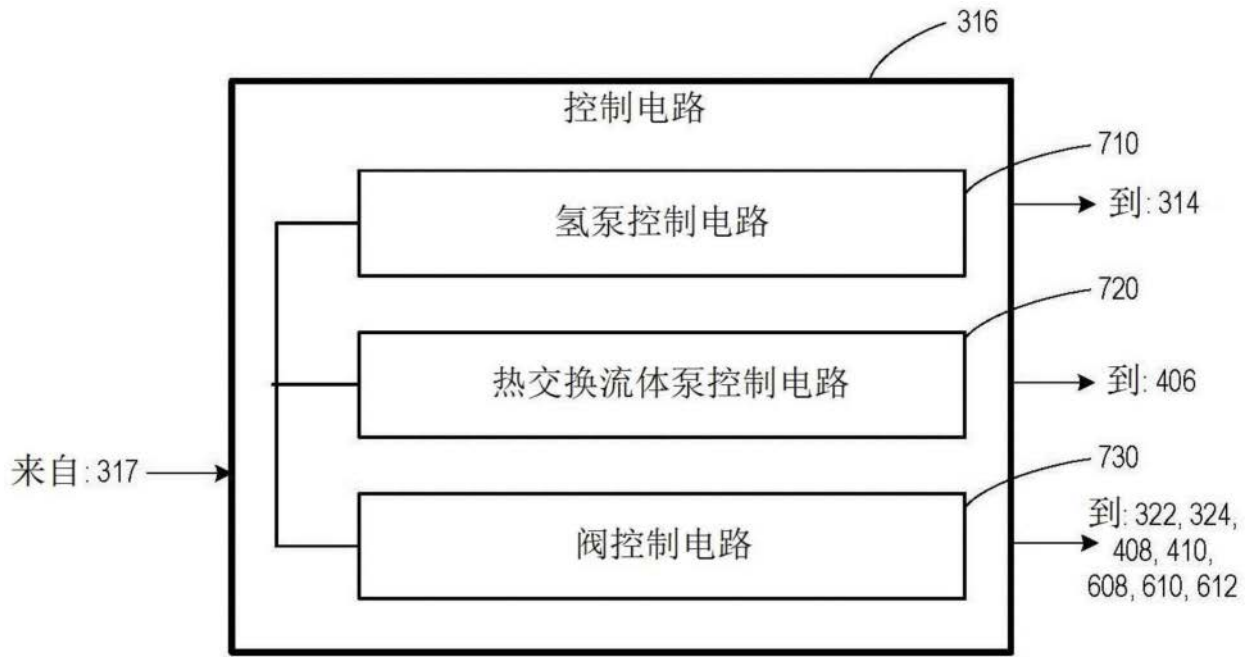 316
控制电路
710
氢泵控制电路
到: 314
720
热交换流体泵控制电路
到: 406
730
来自: 317
阀控制电路
到: 322, 324,
408, 410,
608, 610, 612